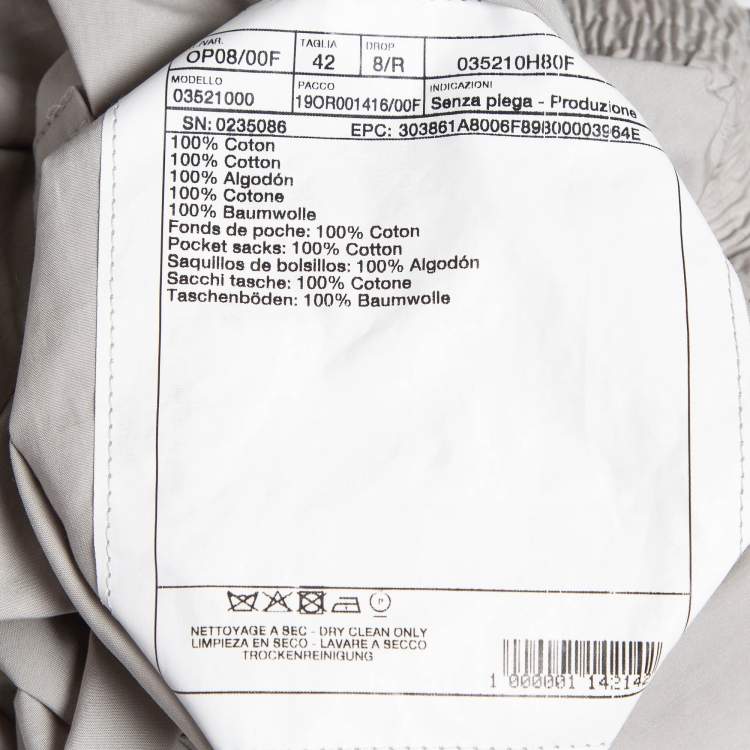 VAR. TAGLIA DROP
OP08/00F 42 8/R 035210H80F
MODELLO PACCO INDICAZIONI
03521000 19OR001416/00F Senza piega - Produzione
SN: 0235086 EPC: 303861A8006F89800003964E
100% Coton
100% Cotton
100% Algodón
100% Cotone
100% Baumwolle
Fonds de poche: 100% Coton
Pocket sacks: 100% Cotton
Saquillos de bolsillos: 100% Algodón
Sacchi tasche: 100% Cotone
Taschenböden: 100% Baumwolle
P
NETTOYAGE A SEC - DRY CLEAN ONLY
LIMPIEZA EN SECO - LAVARE A SECCO
TROCKENREINIGUNG
1 000001